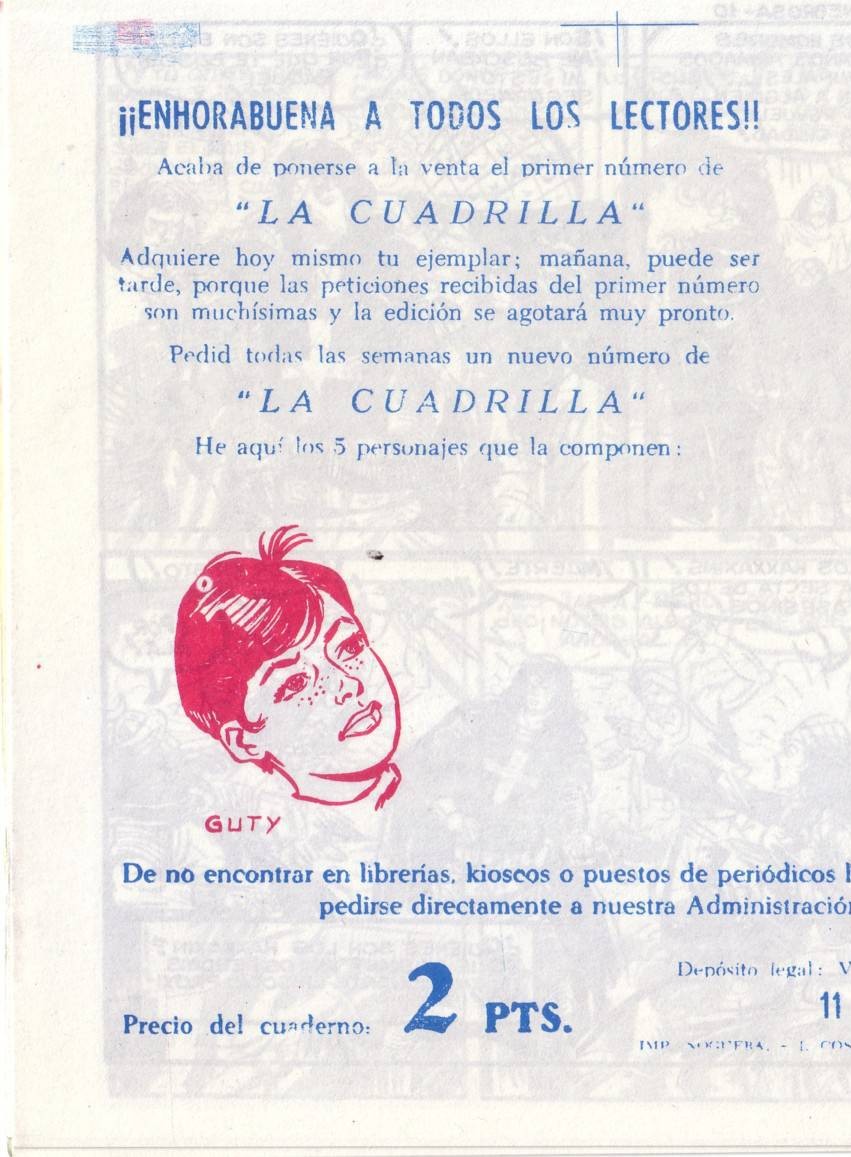 ¡¡ENHORABUENA A TODOS LOS LECTORES!!
Acaba de ponerse a la venta el primer número de
“LA CUADRILLA“
Adquiere hoy mismo tu ejemplar; mañana, puede ser
tarde, porque las peticiones recibidas del primer número
son muchísimas y la edición se agotará muy pronto.
Pedid todas las semanas un nuevo número de
“LA CUADRILLA“
He aquí los 5 personajes que la componen:
GUTY
De no encontrar en librerías, kioscos o puestos de periódicos
pedirse directamente a nuestra Administración
Depósito legal: V
11
Precio del cuaderno: 2 PTS.
IMP. NOGUERA. - J. COS